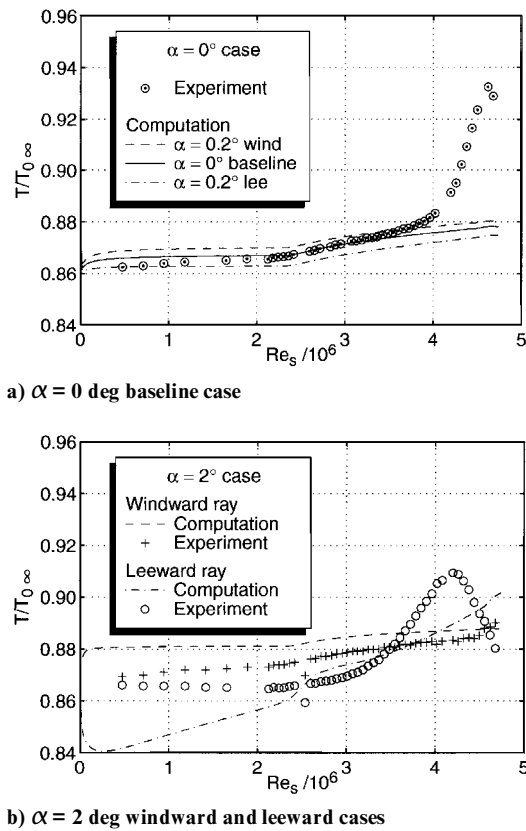 0.96
α = 0° case
Experiment
Computation
α = 0.2° wind
α = 0° baseline
α = 0.2° lee
0.94
0.92
0.90
0.88
0.86
0.84
T/T0 ∞
0 1 2 3 4 5
Res /10⁶
a) α = 0 deg baseline case
0.96
α = 2° case
Windward ray
Computation
Experiment
Leeward ray
Computation
Experiment
0.94
0.92
0.90
0.88
0.86
0.84
T/T0 ∞
0 1 2 3 4 5
Res /10⁶
b) α = 2 deg windward and leeward cases